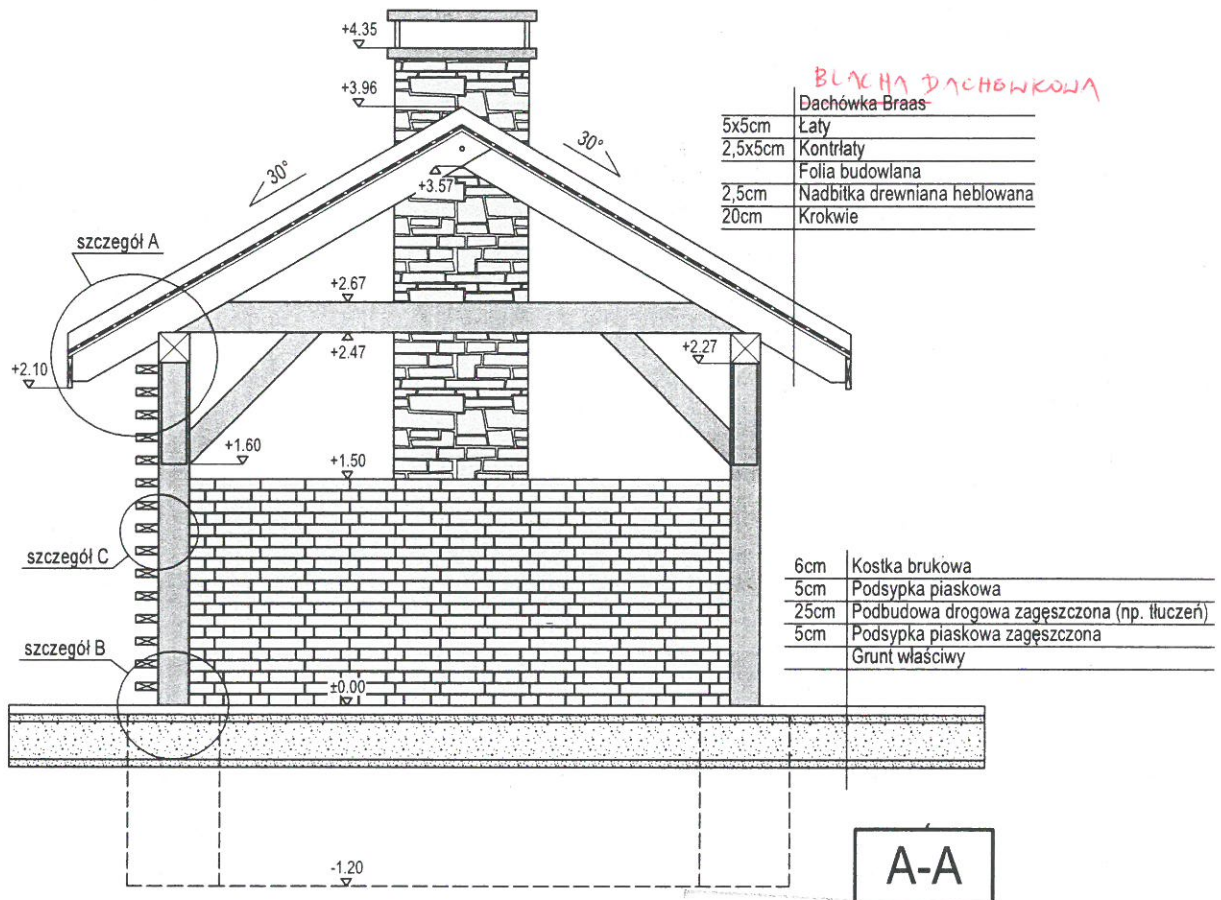 +4.35
BLACHA DACHÓWKOWA
+3.96
Dachówka Braas
5x5cm Łaty
2,5x5cm Kontrłaty
Folia budowlana
2,5cm Nadbitka drewniana heblowana
20cm Krokwie
30°
30°
+3.57
szczegół A
+2.67
+2.47
+2.27
+2.10
+1.60
+1.50
szczegół C
6cm Kostka brukowa
5cm Podsypka piaskowa
25cm Podbudowa drogowa zagęszczona (np. tłuczeń)
5cm Podsypka piaskowa zagęszczona
Grunt właściwy
szczegół B
±0.00
-1.20
A-A